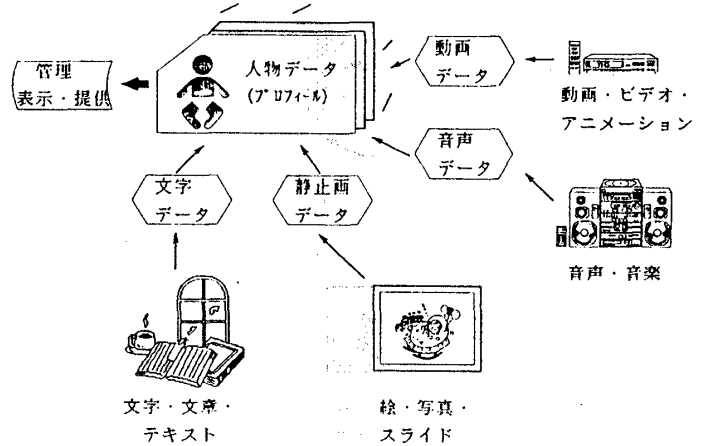 管理
表示・提供
人物データ
(プロフィール)
動画
データ
動画・ビデオ・
アニメーション
音声
データ
音声・音楽
文字
データ
静止画
データ
文字・文章・
テキスト
絵・写真・
スライド